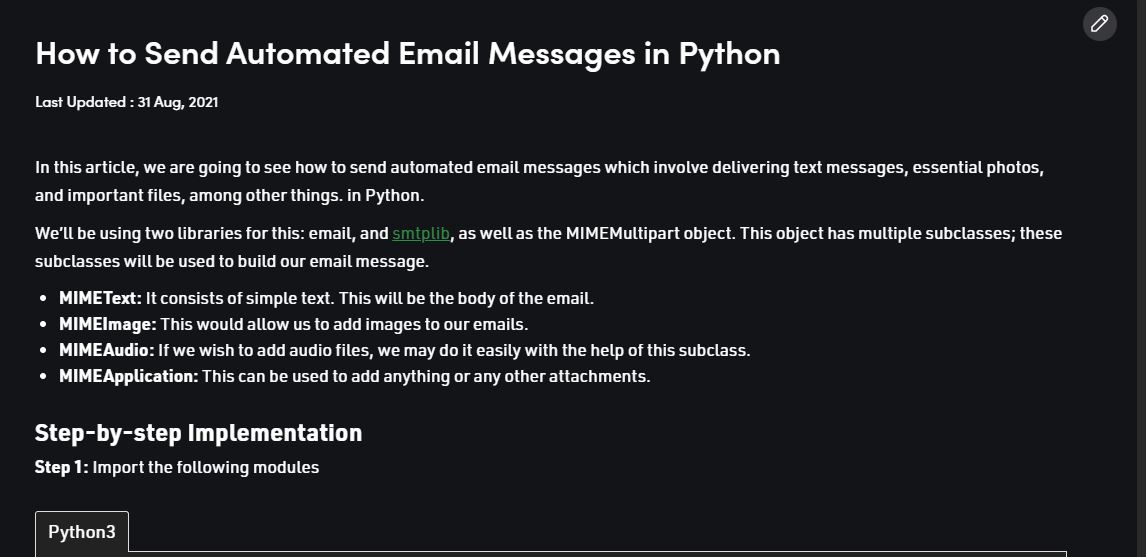 How to Send Automated Email Messages in Python
Last Updated : 31 Aug, 2021
In this article, we are going to see how to send automated email messages which involve delivering text messages, essential photos,
and important files, among other things. in Python.
We'll be using two libraries for this: email, and smtplib, as well as the MIMEMultipart object. This object has multiple subclasses; these
subclasses will be used to build our email message.
• MIMEText: It consists of simple text. This will be the body of the email.
• MIMEImage: This would allow us to add images to our emails.
• MIMEAudio: If we wish to add audio files, we may do it easily with the help of this subclass.
• MIMEApplication: This can be used to add anything or any other attachments.
Step-by-step Implementation
Step 1: Import the following modules
Python3